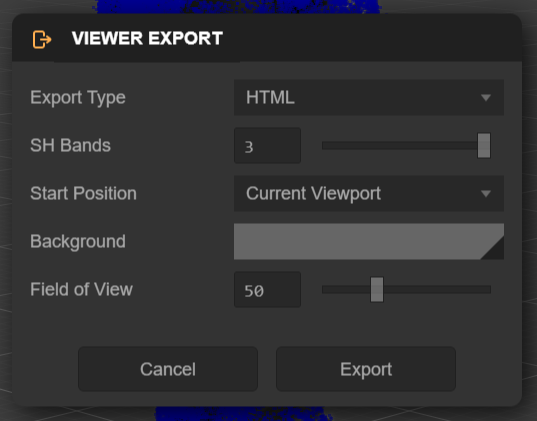 VIEWER EXPORT
Export Type HTML
SH Bands 3
Start Position Current Viewport
Background
Field of View 50
Cancel Export